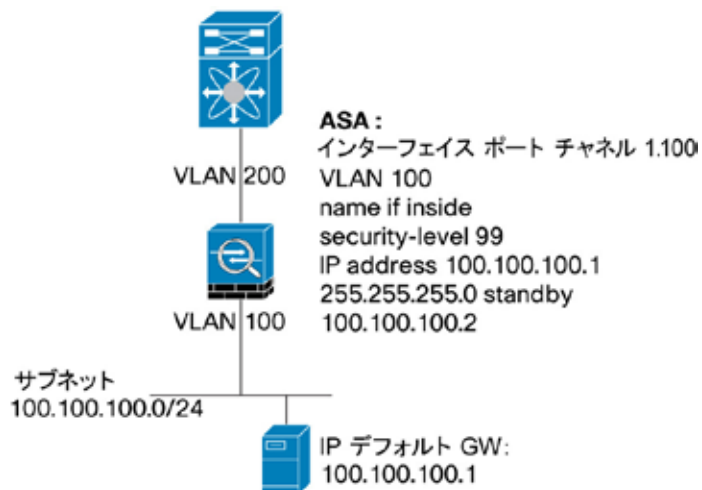 ASA :
インターフェイス ポート チャネル 1.100
VLAN 200
VLAN 100
name if inside
security-level 99
IP address 100.100.100.1
255.255.255.0 standby
VLAN 100
100.100.100.2
サブネット
100.100.100.0/24
IP デフォルト GW:
100.100.100.1